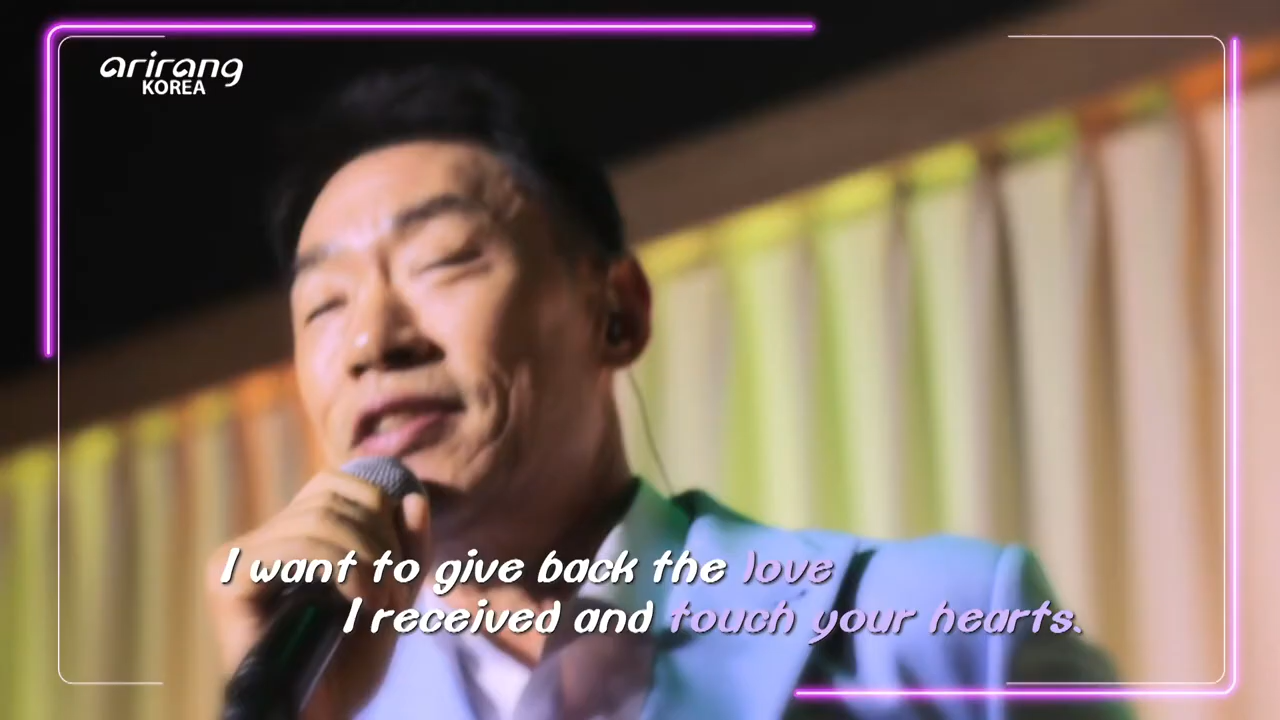 arirang
KOREA
I want to give back the love
I received and touch your hearts.